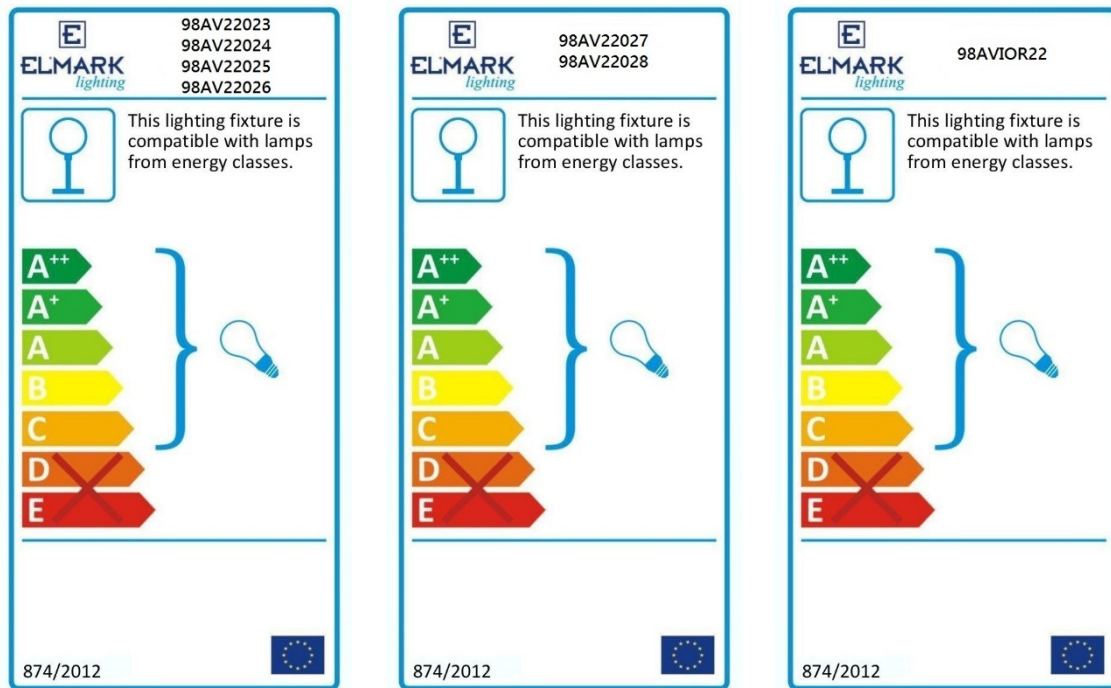 E
ELMARK
lighting
98AV22023
98AV22024
98AV22025
98AV22026
This lighting fixture is
compatible with lamps
from energy classes.
A++
A+
A
B
C
D
E
874/2012
E
ELMARK
lighting
98AV22027
98AV22028
This lighting fixture is
compatible with lamps
from energy classes.
A++
A+
A
B
C
D
E
874/2012
E
ELMARK
lighting
98AVIOR22
This lighting fixture is
compatible with lamps
from energy classes.
A++
A+
A
B
C
D
E
874/2012